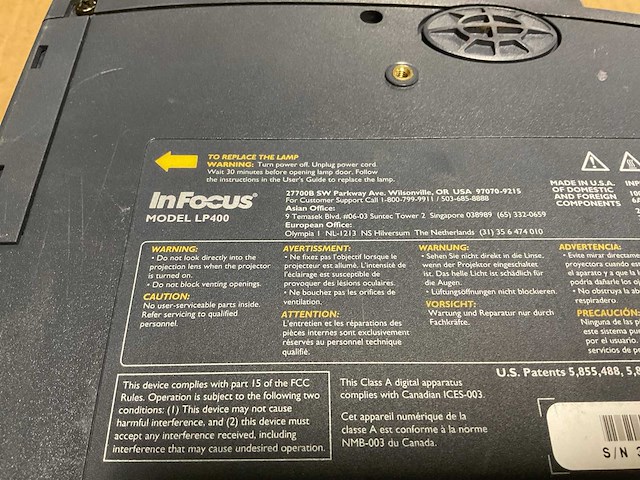 TO REPLACE THE LAMP
WARNING: Turn power off. Unplug power cord.
Wait 30 minutes before opening lamp door. Follow
the instructions in the User's Guide to replace the lamp.
InFocus®
MODEL LP400
27700B SW Parkway Ave. Wilsonville, OR USA 97070-9215
For Customer Support Call 1-800-799-9911 / 503-685-8888
Asian Office:
9 Temasek Blvd. #06-03 Suntec Tower 2 Singapore 038989 (65) 332-0659
European Office:
Olympia 1 NL-1213 NS Hilversum The Netherlands (31) 35 6 474 010
MADE IN U.S.A.
OF DOMESTIC
AND FOREIGN
COMPONENTS
WARNING:
• Do not look directly into the
projection lens when the projector
is turned on.
• Do not block venting openings.
CAUTION:
No user-serviceable parts inside.
Refer servicing to qualified
personnel.
AVERTISSEMENT:
• Ne fixez pas l'objectif lorsque le
projecteur est allumé. L'intensité de
l'éclairage est susceptible de
provoquer des lésions oculaires.
• Ne bouchez pas les orifices de
ventilation.
ATTENTION:
L'entretien et les réparations des
pièces internes sont exclusivement
réservés au personnel technique
qualifié.
WARNUNG:
• Sehen Sie nicht direkt in die Linse,
wenn der Projektor eingeschaltet
ist. Das helle Licht ist schädlich für
die Augen.
• Lüftungsöffnungen nicht blockieren.
VORSICHT:
Wartung und Reparatur nur durch
Fachkräfte.
ADVERTENCIA:
• Evite mirar directame
proyectora cuando est
el aparato y a que la l
podría dañarle los oj
• No obstruya la ab
respiradero
PRECAUCIÓN:
Ninguna de las p
este sistema pue
por el usuario.
servicios de p
U.S. Patents 5,855,488, 5,8
This device complies with part 15 of the FCC
Rules. Operation is subject to the following two
conditions: (1) This device may not cause
harmful interference, and (2) this device must
accept any interference received, including
interference that may cause undesired operation.
This Class A digital apparatus
complies with Canadian ICES-003.
Cet appareil numérique de la
classe A est conforme à la norme
NMB-003 du Canada.
S/N 3